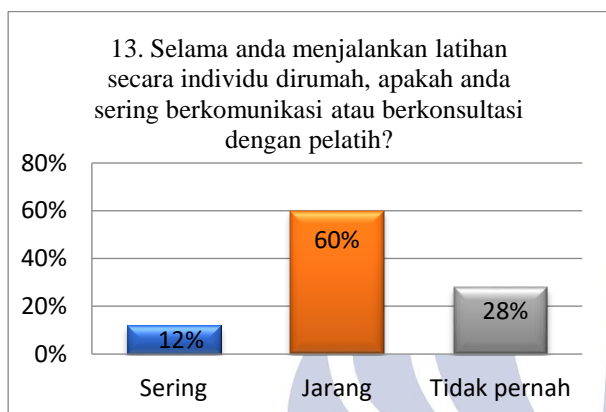 13. Selama anda menjalankan latihan
secara individu dirumah, apakah anda
sering berkomunikasi atau berkonsultasi
dengan pelatih?
80%
60%
40%
20%
0%
12%
60%
28%
Sering
Jarang
Tidak pernah